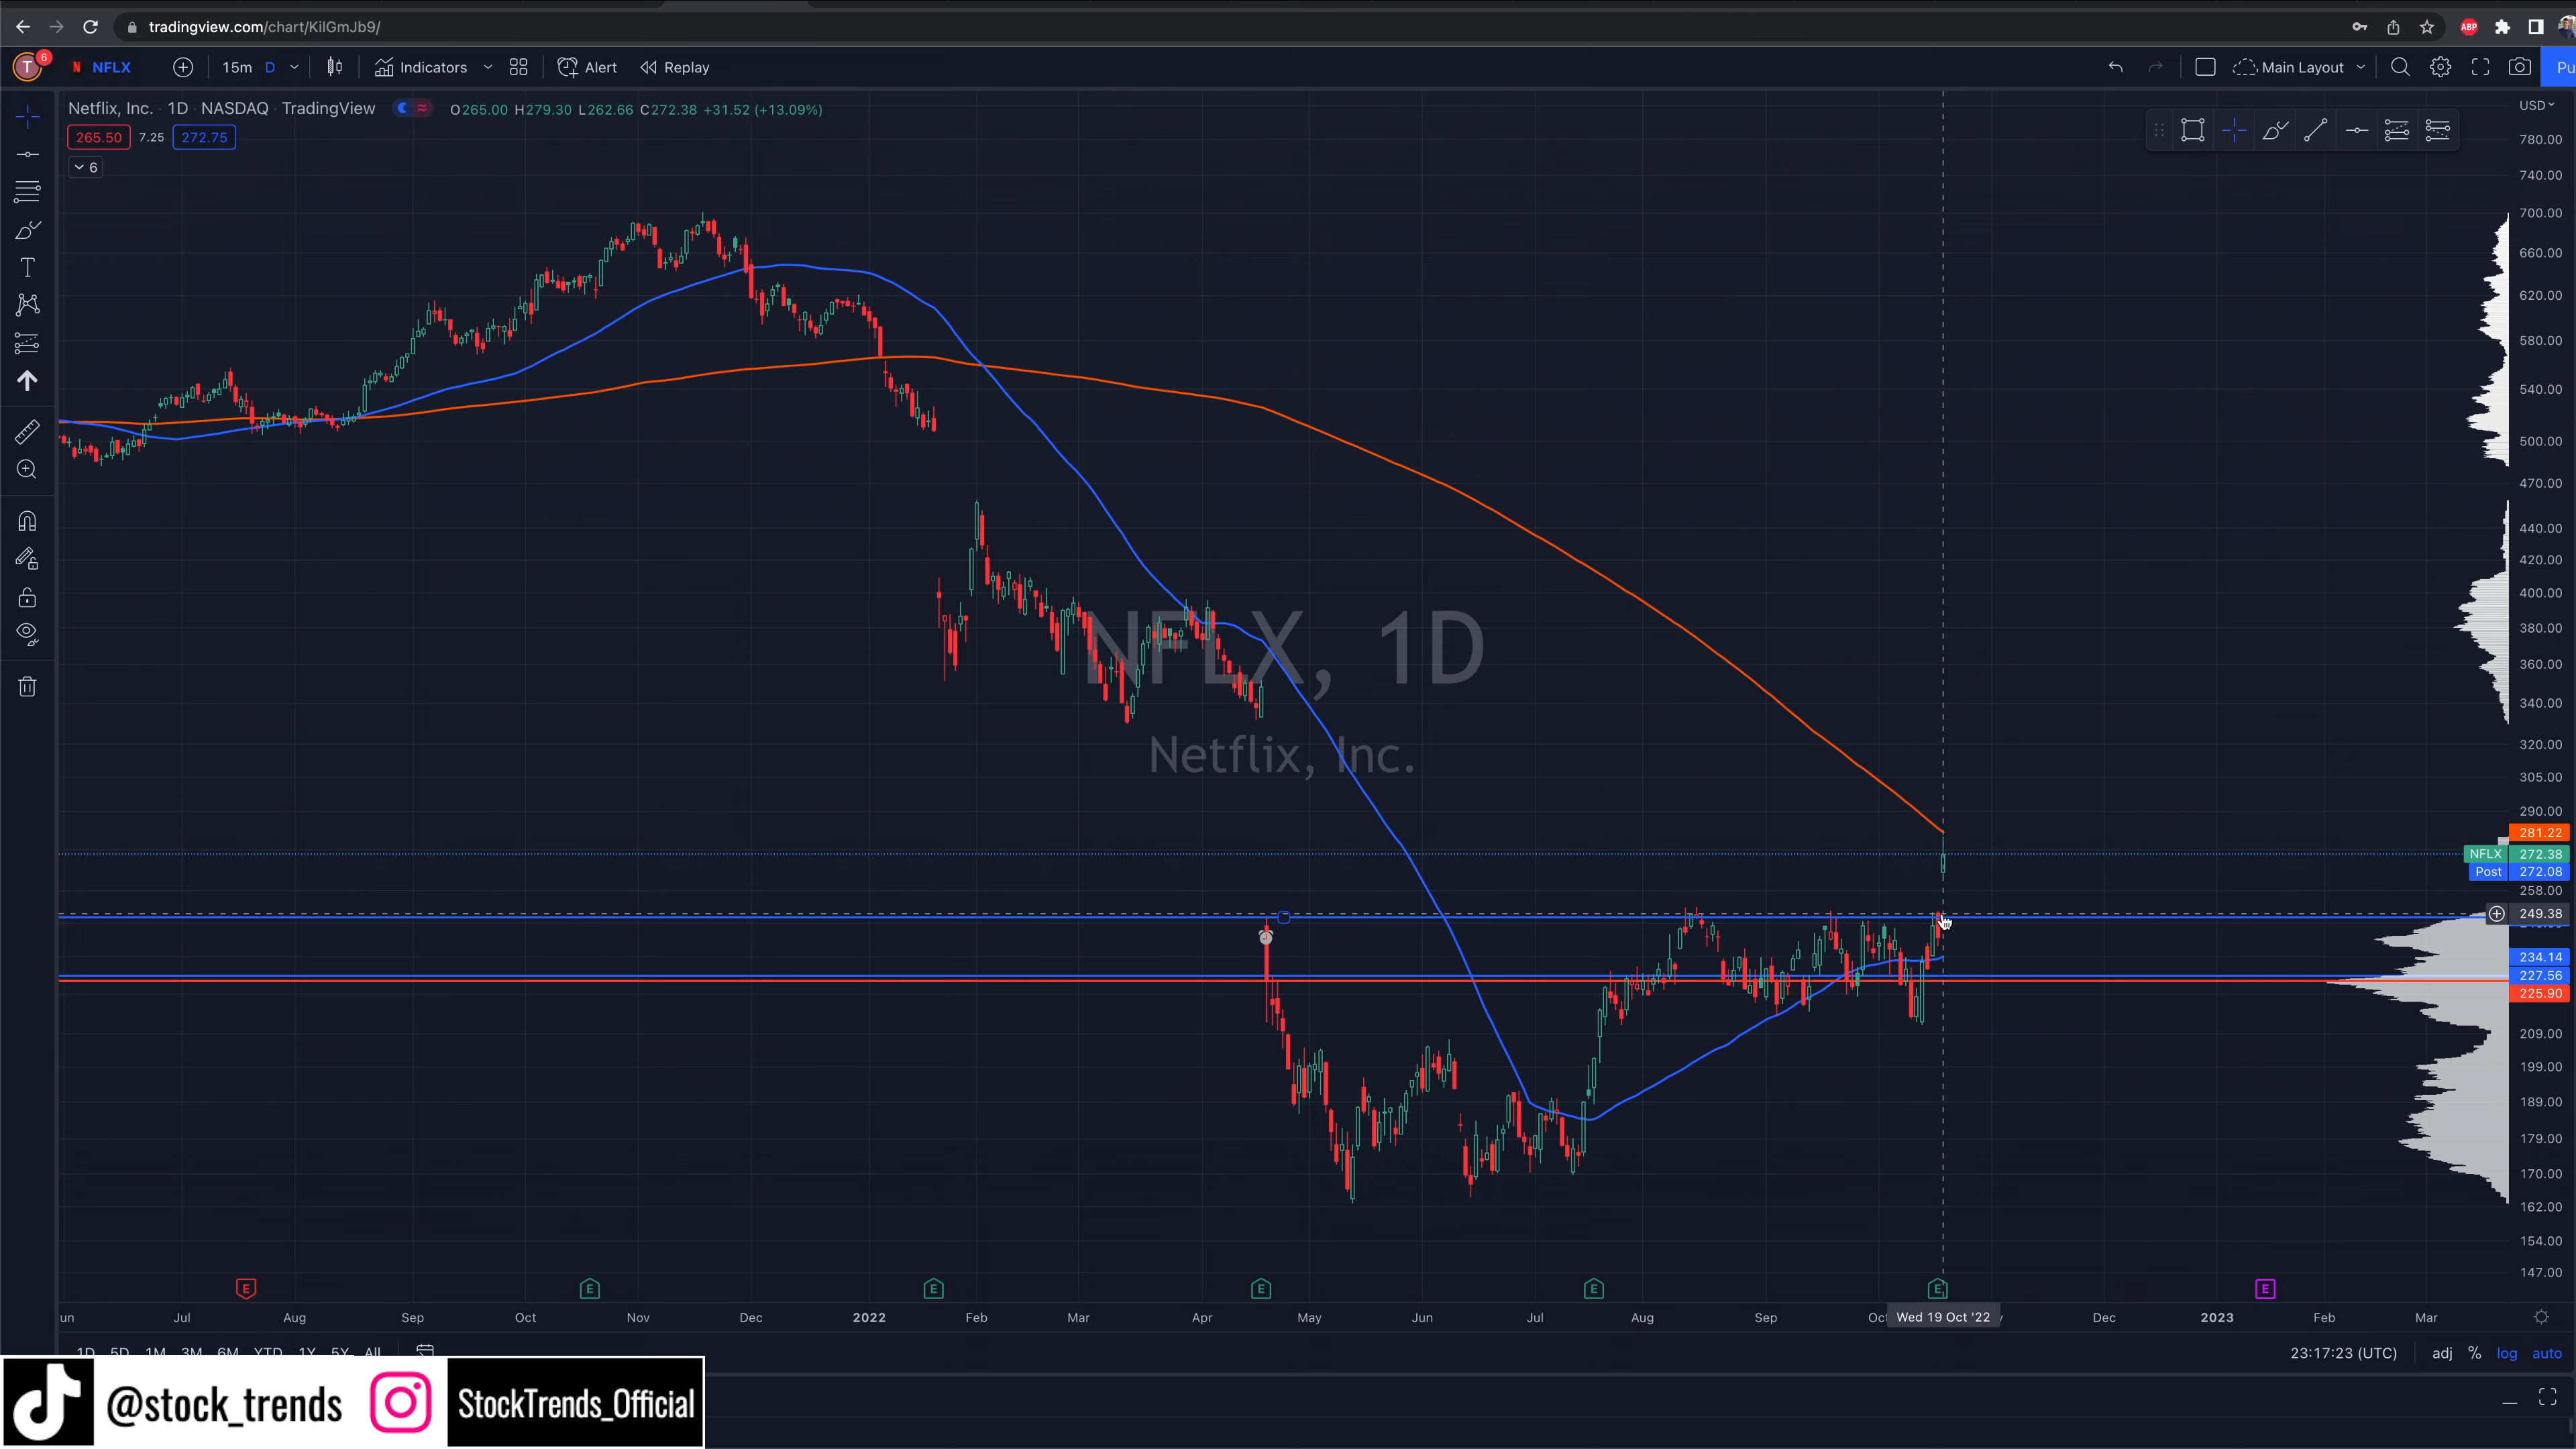 tradingview.com/chart/KilGmJb9/
ABP
T 6 NFLX 15m D Indicators Alert Replay Main Layout Pu
Netflix, Inc. · 1D · NASDAQ · TradingView O265.00 H279.30 L262.66 C272.38 +31.52 (+13.09%)
265.50 7.25 272.75
6
USD
780.00
740.00
700.00
660.00
620.00
580.00
540.00
500.00
470.00
440.00
420.00
400.00
380.00
360.00
340.00
320.00
305.00
290.00
281.22
NFLX 272.38
Post 272.08
258.00
249.38
234.14
227.56
225.90
209.00
199.00
189.00
179.00
170.00
162.00
154.00
147.00
NFLX, 1D
Netflix, Inc.
E E E E E E E
un Jul Aug Sep Oct Nov Dec 2022 Feb Mar Apr May Jun Jul Aug Sep Oct Wed 19 Oct '22 Dec 2023 Feb Mar
1D 5D 1M 3M 6M YTD 1Y 5Y All
23:17:23 (UTC) adj % log auto
@stock_trends StockTrends_Official